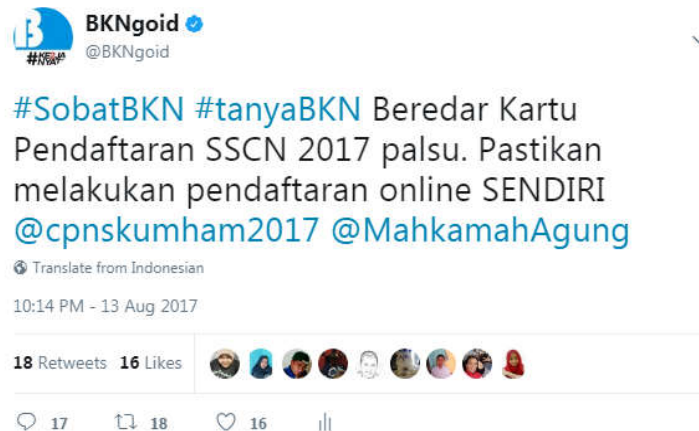 BKNgoid
@BKNgoid
#SobatBKN #tanyaBKN Beredar Kartu
Pendaftaran SSCN 2017 palsu. Pastikan
melakukan pendaftaran online SENDIRI
@cpnskumham2017 @MahkamahAgung
Translate from Indonesian
10:14 PM - 13 Aug 2017
18 Retweets 16 Likes
17 18 16